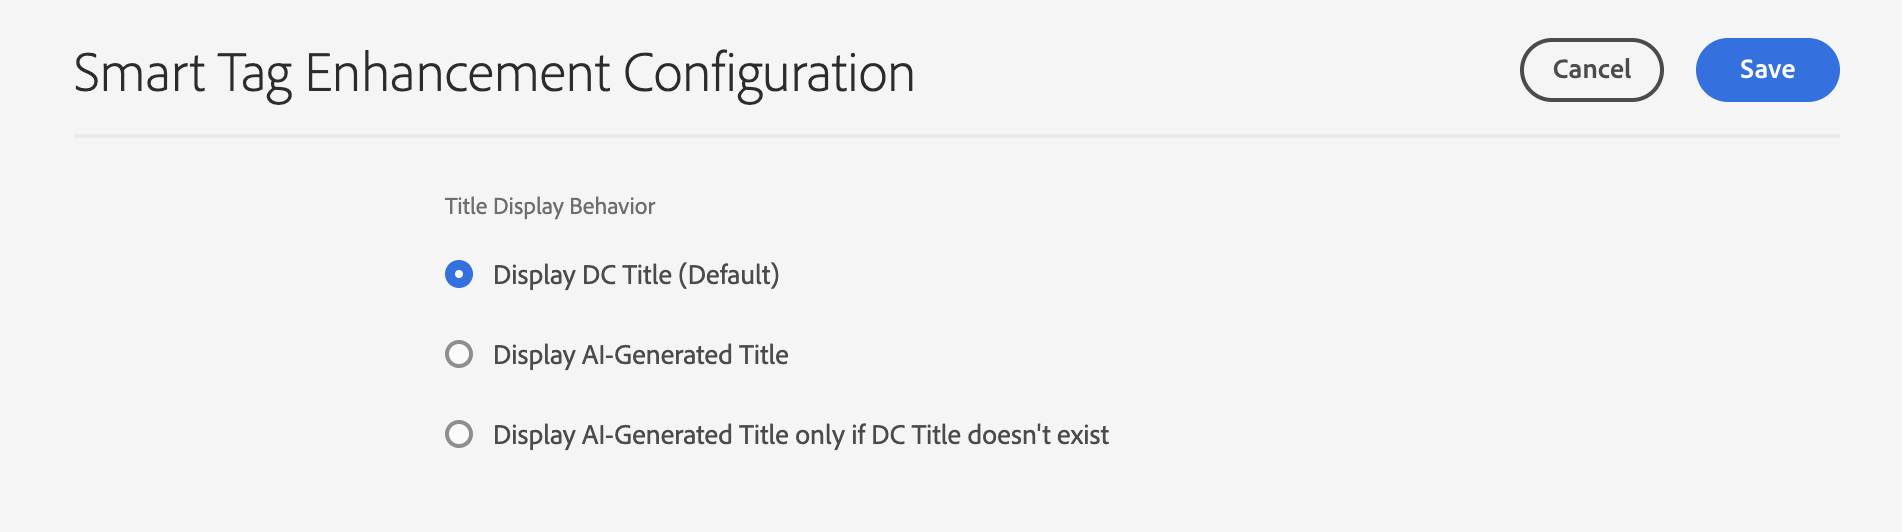 Smart Tag Enhancement Configuration
Cancel
Save
Title Display Behavior
Display DC Title (Default)
Display AI-Generated Title
Display AI-Generated Title only if DC Title doesn't exist